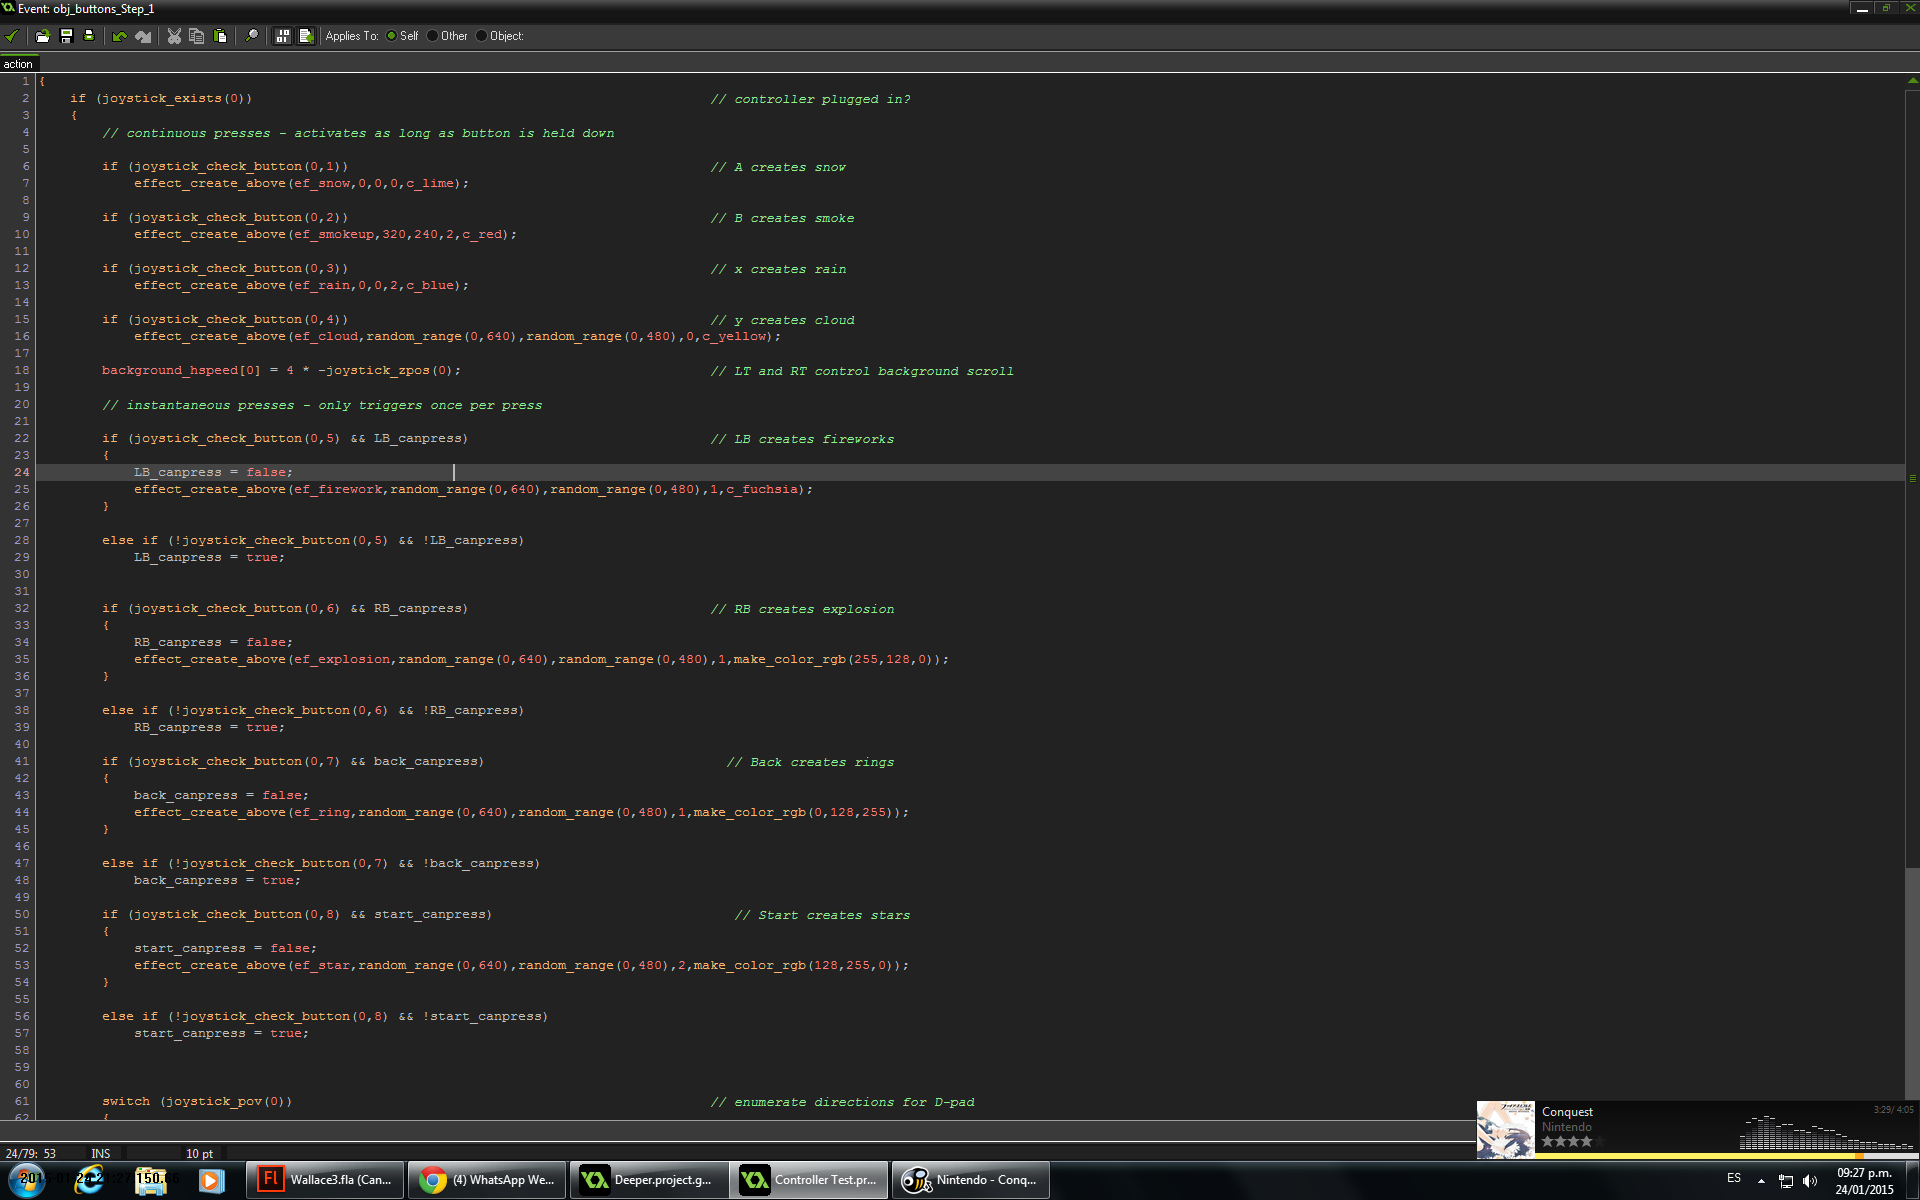 Event: obj_buttons_Step_1
Applies To: Self Other Object:
action
1 {
2 if (joystick_exists(0)) // controller plugged in?
3 {
4 // continuous presses - activates as long as button is held down
5
6 if (joystick_check_button(0,1)) // A creates snow
7 effect_create_above(ef_snow,0,0,0,c_lime);
8
9 if (joystick_check_button(0,2)) // B creates smoke
10 effect_create_above(ef_smokeup,320,240,2,c_red);
11
12 if (joystick_check_button(0,3)) // x creates rain
13 effect_create_above(ef_rain,0,0,2,c_blue);
14
15 if (joystick_check_button(0,4)) // y creates cloud
16 effect_create_above(ef_cloud,random_range(0,640),random_range(0,480),0,c_yellow);
17
18 background_hspeed[0] = 4 * -joystick_zpos(0); // LT and RT control background scroll
19
20 // instantaneous presses - only triggers once per press
21
22 if (joystick_check_button(0,5) && LB_canpress) // LB creates fireworks
23 {
24 LB_canpress = false;
25 effect_create_above(ef_firework,random_range(0,640),random_range(0,480),1,c_fuchsia);
26 }
27
28 else if (!joystick_check_button(0,5) && !LB_canpress)
29 LB_canpress = true;
30
31
32 if (joystick_check_button(0,6) && RB_canpress) // RB creates explosion
33 {
34 RB_canpress = false;
35 effect_create_above(ef_explosion,random_range(0,640),random_range(0,480),1,make_color_rgb(255,128,0));
36 }
37
38 else if (!joystick_check_button(0,6) && !RB_canpress)
39 RB_canpress = true;
40
41 if (joystick_check_button(0,7) && back_canpress) // Back creates rings
42 {
43 back_canpress = false;
44 effect_create_above(ef_ring,random_range(0,640),random_range(0,480),1,make_color_rgb(0,128,255));
45 }
46
47 else if (!joystick_check_button(0,7) && !back_canpress)
48 back_canpress = true;
49
50 if (joystick_check_button(0,8) && start_canpress) // Start creates stars
51 {
52 start_canpress = false;
53 effect_create_above(ef_star,random_range(0,640),random_range(0,480),2,make_color_rgb(128,255,0));
54 }
55
56 else if (!joystick_check_button(0,8) && !start_canpress)
57 start_canpress = true;
58
59
60
61 switch (joystick_pov(0)) // enumerate directions for D-pad
62 {
Conquest 3:29/ 4:05
Nintendo
24/79: 53 INS 10 pt
Wallace3.fla (Can... (4) WhatsApp We... Deeper.project.g... Controller Test.pr... Nintendo - Conq...
ES
09:27 p.m.
24/01/2015